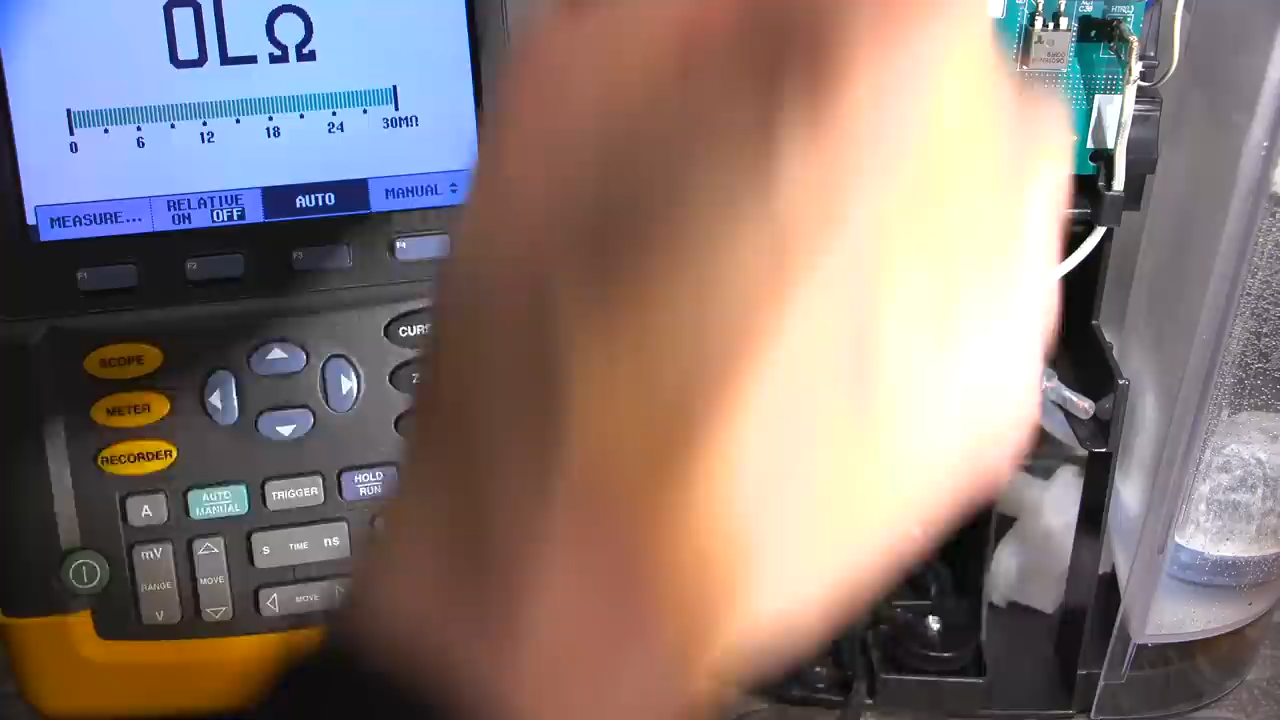 OLΩ
0 6 12 18 24 30MΩ
MEASURE... RELATIVE ON OFF AUTO MANUAL
F1 F2 F3 F4
SCOPE
METER
RECORDER
A AUTO MANUAL TRIGGER HOLD RUN
mV RANGE V
MOVE
s TIME ns
MOVE